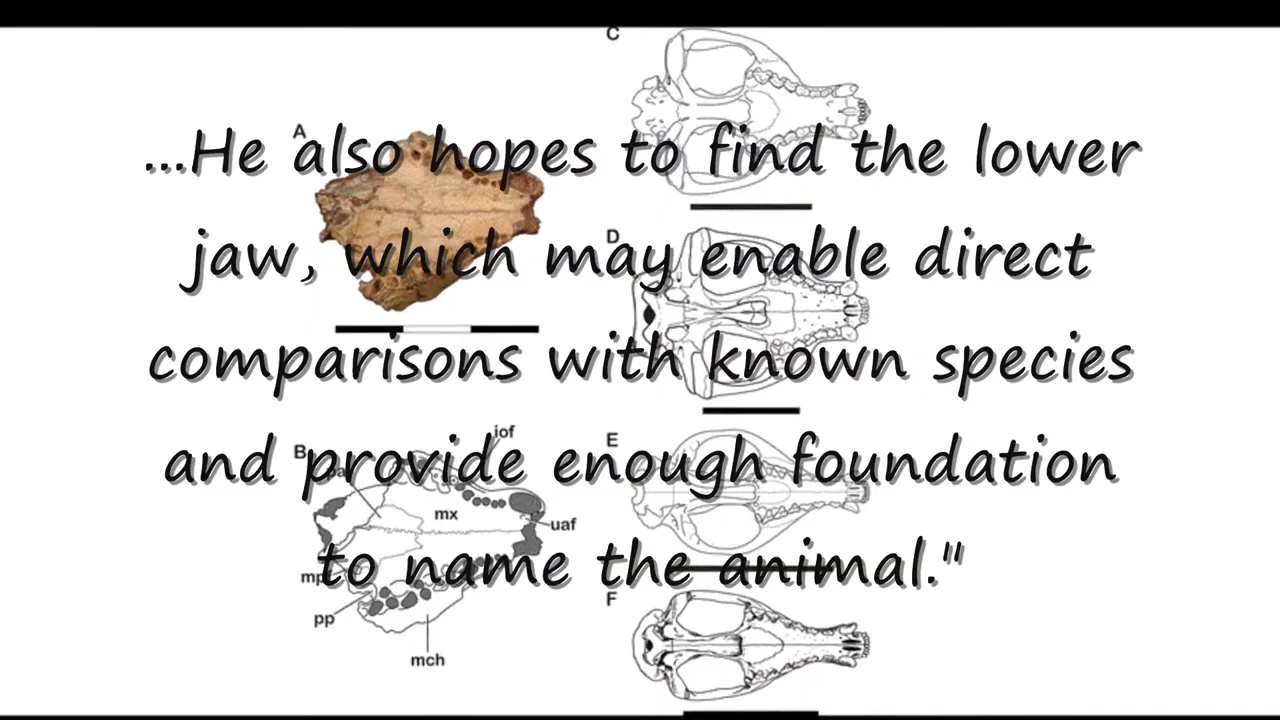 ...He also hopes to find the lower
jaw, which may enable direct
comparisons with known species
and provide enough foundation
to name the animal."
A
B
C
D
E
F
iof
mx
uaf
pp
mch